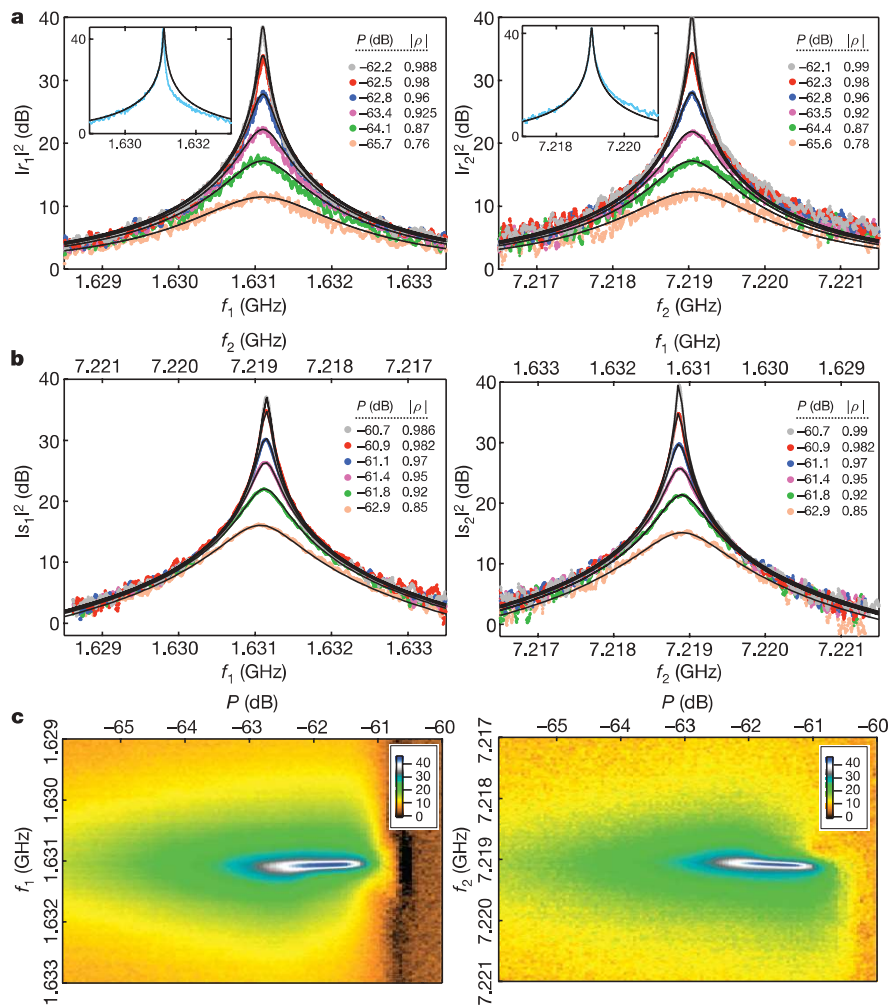 a
|r₁|² (dB)
40
30
20
10
0
40
0
1.630 1.632
P (dB) |ρ|
–62.2 0.988
–62.5 0.98
–62.8 0.96
–63.4 0.925
–64.1 0.87
–65.7 0.76
1.629 1.630 1.631 1.632 1.633
f₁ (GHz)
|r₂|² (dB)
40
30
20
10
0
40
0
7.218 7.220
P (dB) |ρ|
–62.1 0.99
–62.3 0.98
–62.8 0.96
–63.5 0.92
–64.4 0.87
–65.6 0.78
7.217 7.218 7.219 7.220 7.221
f₂ (GHz)
b
f₂ (GHz)
7.221 7.220 7.219 7.218 7.217
|s₁|² (dB)
40
30
20
10
0
P (dB) |ρ|
–60.7 0.986
–60.9 0.982
–61.1 0.97
–61.4 0.95
–61.8 0.92
–62.9 0.85
1.629 1.630 1.631 1.632 1.633
f₁ (GHz)
f₁ (GHz)
1.633 1.632 1.631 1.630 1.629
|s₂|² (dB)
40
30
20
10
0
P (dB) |ρ|
–60.7 0.99
–60.9 0.982
–61.1 0.97
–61.4 0.95
–61.8 0.92
–62.9 0.85
7.217 7.218 7.219 7.220 7.221
f₂ (GHz)
c
P (dB)
–65 –64 –63 –62 –61 –60
f₁ (GHz)
1.629
1.630
1.631
1.632
1.633
40
30
20
10
0
P (dB)
–65 –64 –63 –62 –61 –60
f₂ (GHz)
7.217
7.218
7.219
7.220
7.221
40
30
20
10
0